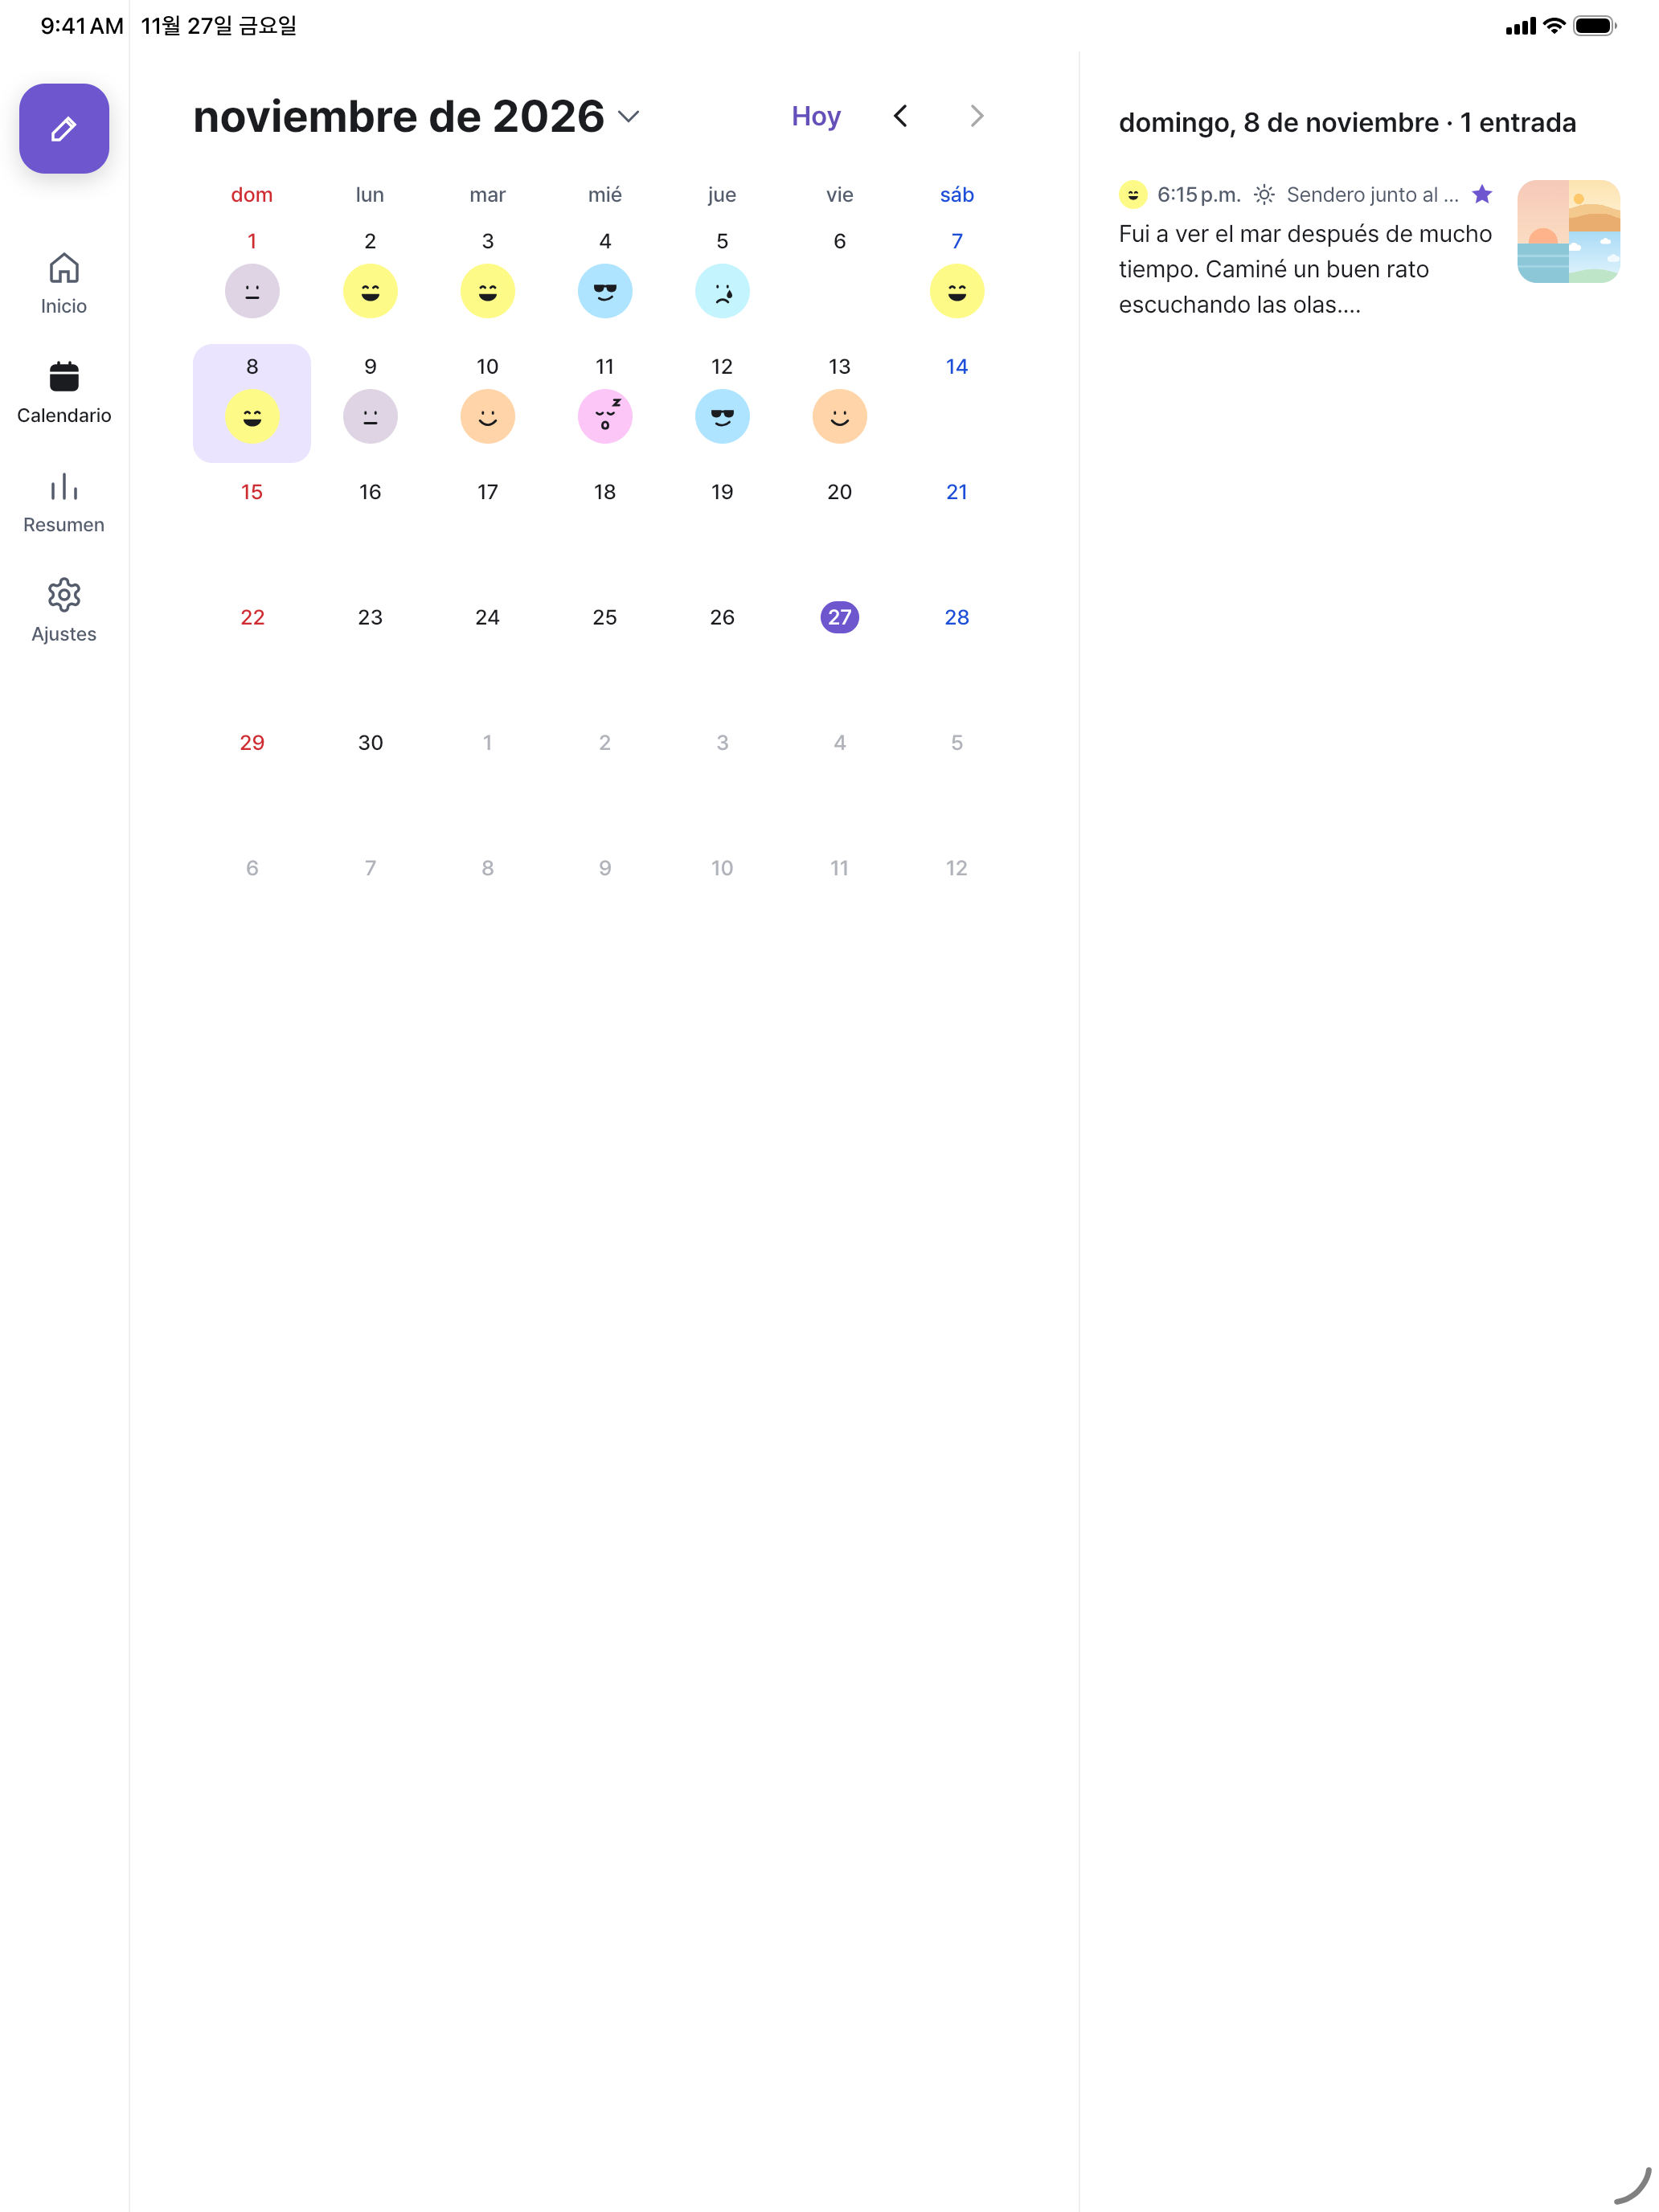 9:41 AM 11월 27일 금요일
Inicio
Calendario
Resumen
Ajustes
noviembre de 2026
Hoy
dom lun mar mié jue vie sáb
1 2 3 4 5 6 7
8 9 10 11 12 13 14
15 16 17 18 19 20 21
22 23 24 25 26 27 28
29 30 1 2 3 4 5
6 7 8 9 10 11 12
domingo, 8 de noviembre · 1 entrada
6:15 p.m. Sendero junto al ...
Fui a ver el mar después de mucho
tiempo. Caminé un buen rato
escuchando las olas....